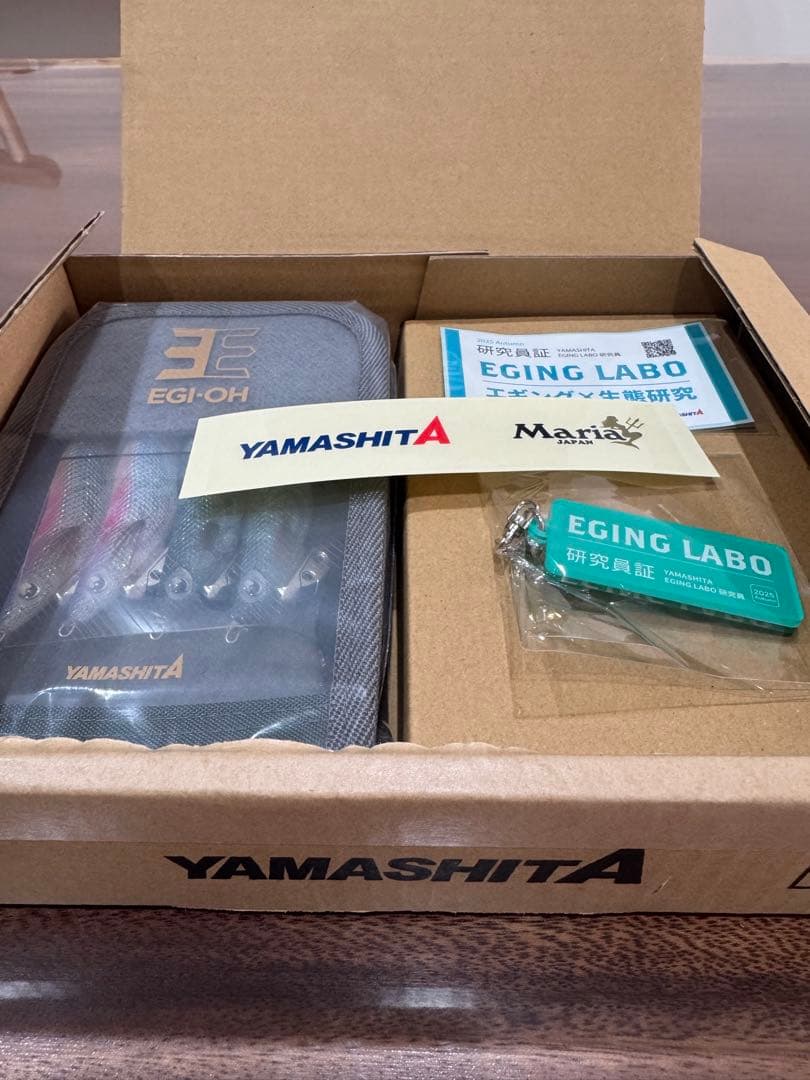 EGI-OH
YAMASHITA
2025 Autumn
研究員証 YAMASHITA
EGING LABO 研究員
EGING LABO
エギング×生態研究
YAMASHITA
Maria
JAPAN
EGING LABO
研究員証 YAMASHITA
EGING LABO 研究員
2025
Autumn
YAMASHITA